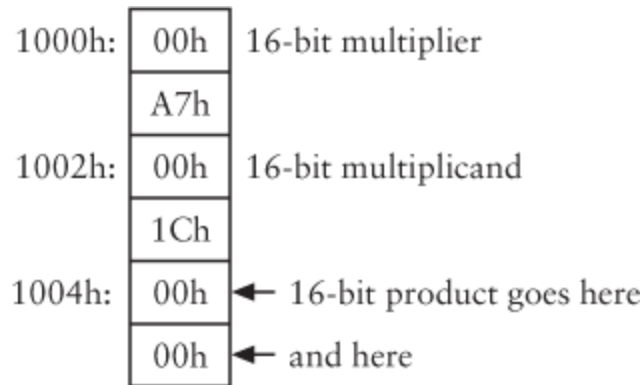 1000h: 00h 16-bit multiplier
A7h
1002h: 00h 16-bit multiplicand
1Ch
1004h: 00h 16-bit product goes here
00h and here